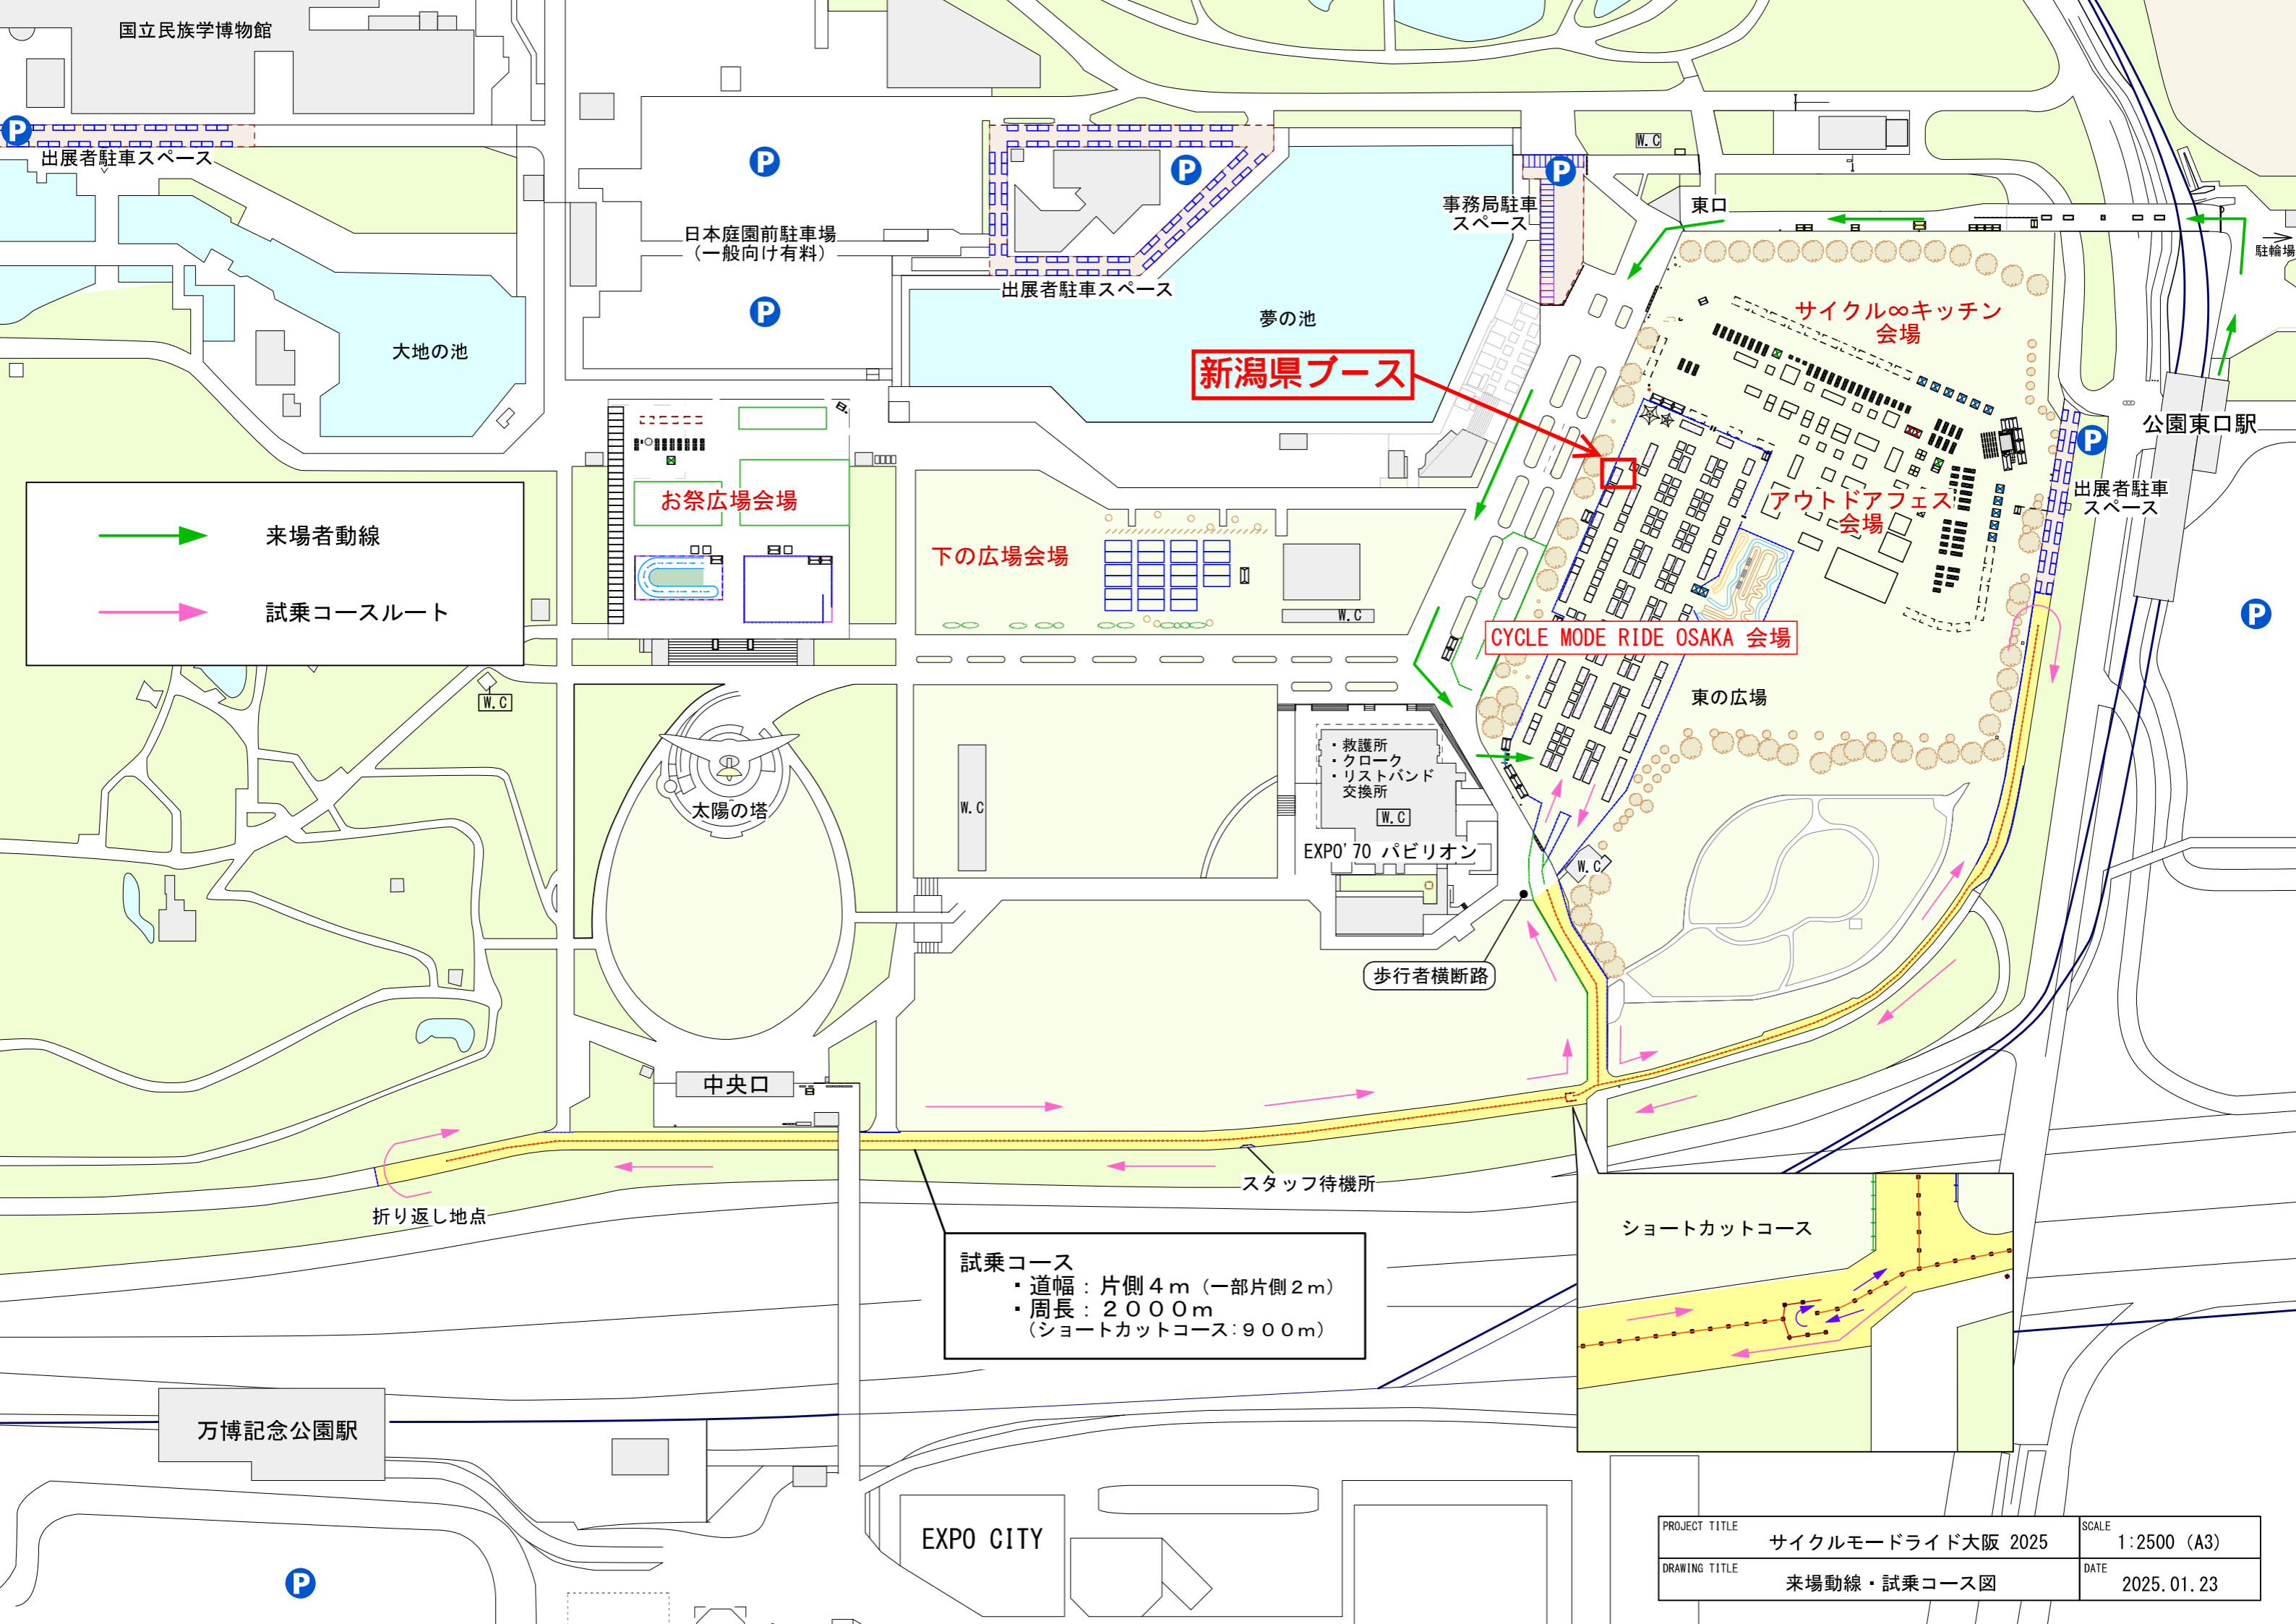 国立民族学博物館
P
出展者駐車スペース
P
日本庭園前駐車場
（一般向け有料）
P
P
出展者駐車スペース
夢の池
大地の池
P
事務局駐車
スペース
W.C
東口
駐輪場
サイクル∞キッチン
会場
新潟県ブース
公園東口駅
P
出展者駐車
スペース
アウトドアフェス
会場
お祭広場会場
下の広場会場
W.C
来場者動線
試乗コースルート
P
CYCLE MODE RIDE OSAKA 会場
東の広場
W.C
太陽の塔
W.C
・救護所
・クローク
・リストバンド
交換所
W.C
EXPO'70 パビリオン
W.C
歩行者横断路
中央口
スタッフ待機所
折り返し地点
試乗コース
・道幅：片側４ｍ（一部片側２ｍ）
・周長：２０００ｍ
（ショートカットコース：９００ｍ）
ショートカットコース
万博記念公園駅
EXPO CITY
P
PROJECT TITLE
サイクルモードライド大阪 2025
SCALE
1:2500 (A3)
DRAWING TITLE
来場動線・試乗コース図
DATE
2025.01.23